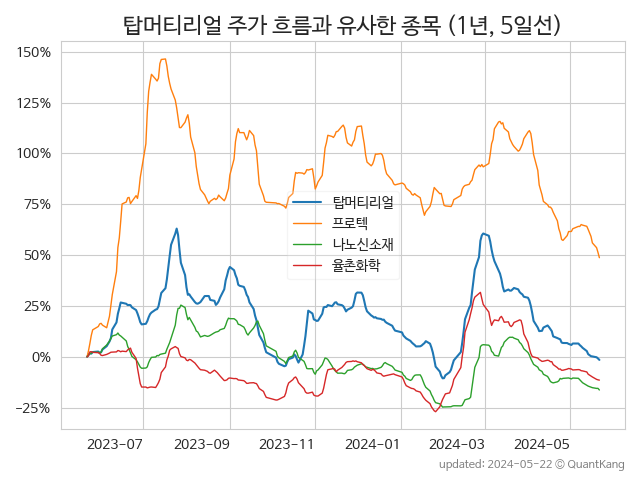 탑머티리얼 주가 흐름과 유사한 종목 (1년, 5일선)
150%
125%
100%
75%
50%
25%
0%
−25%
탑머티리얼
프로텍
나노신소재
율촌화학
2023-07
2023-09
2023-11
2024-01
2024-03
2024-05
updated: 2024-05-22 © QuantKang